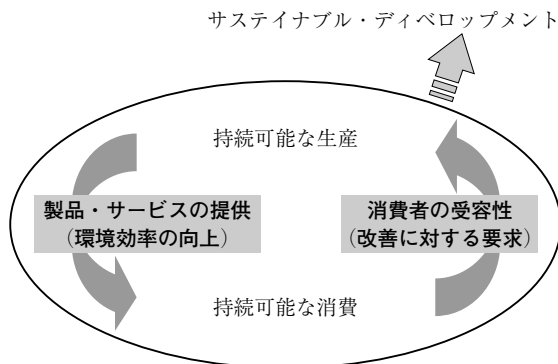 サステイナブル・ディベロップメント
持続可能な生産
製品・サービスの提供
（環境効率の向上）
消費者の受容性
（改善に対する要求）
持続可能な消費